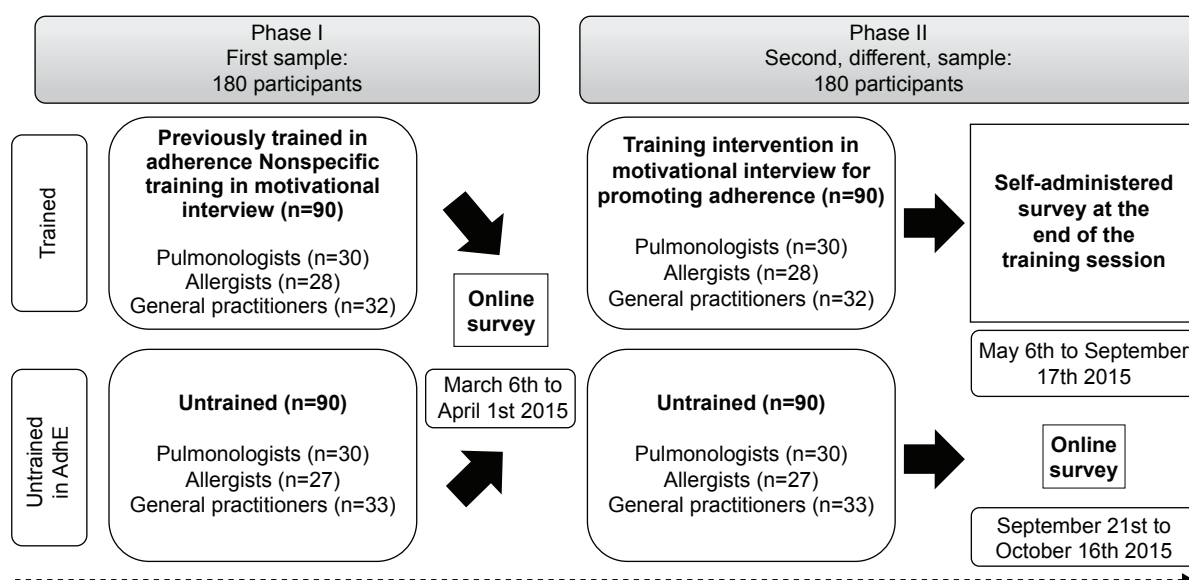 Phase I
First sample:
180 participants
Phase II
Second, different, sample:
180 participants
Trained
Previously trained in
adherence Nonspecific
training in motivational
interview (n=90)
Pulmonologists (n=30)
Allergists (n=28)
General practitioners (n=32)
Online
survey
March 6th to
April 1st 2015
Training intervention in
motivational interview for
promoting adherence (n=90)
Pulmonologists (n=30)
Allergists (n=28)
General practitioners (n=32)
Self-administered
survey at the
end of the
training session
May 6th to September
17th 2015
Untrained
in AdhE
Untrained (n=90)
Pulmonologists (n=30)
Allergists (n=27)
General practitioners (n=33)
Untrained (n=90)
Pulmonologists (n=30)
Allergists (n=27)
General practitioners (n=33)
Online
survey
September 21st to
October 16th 2015